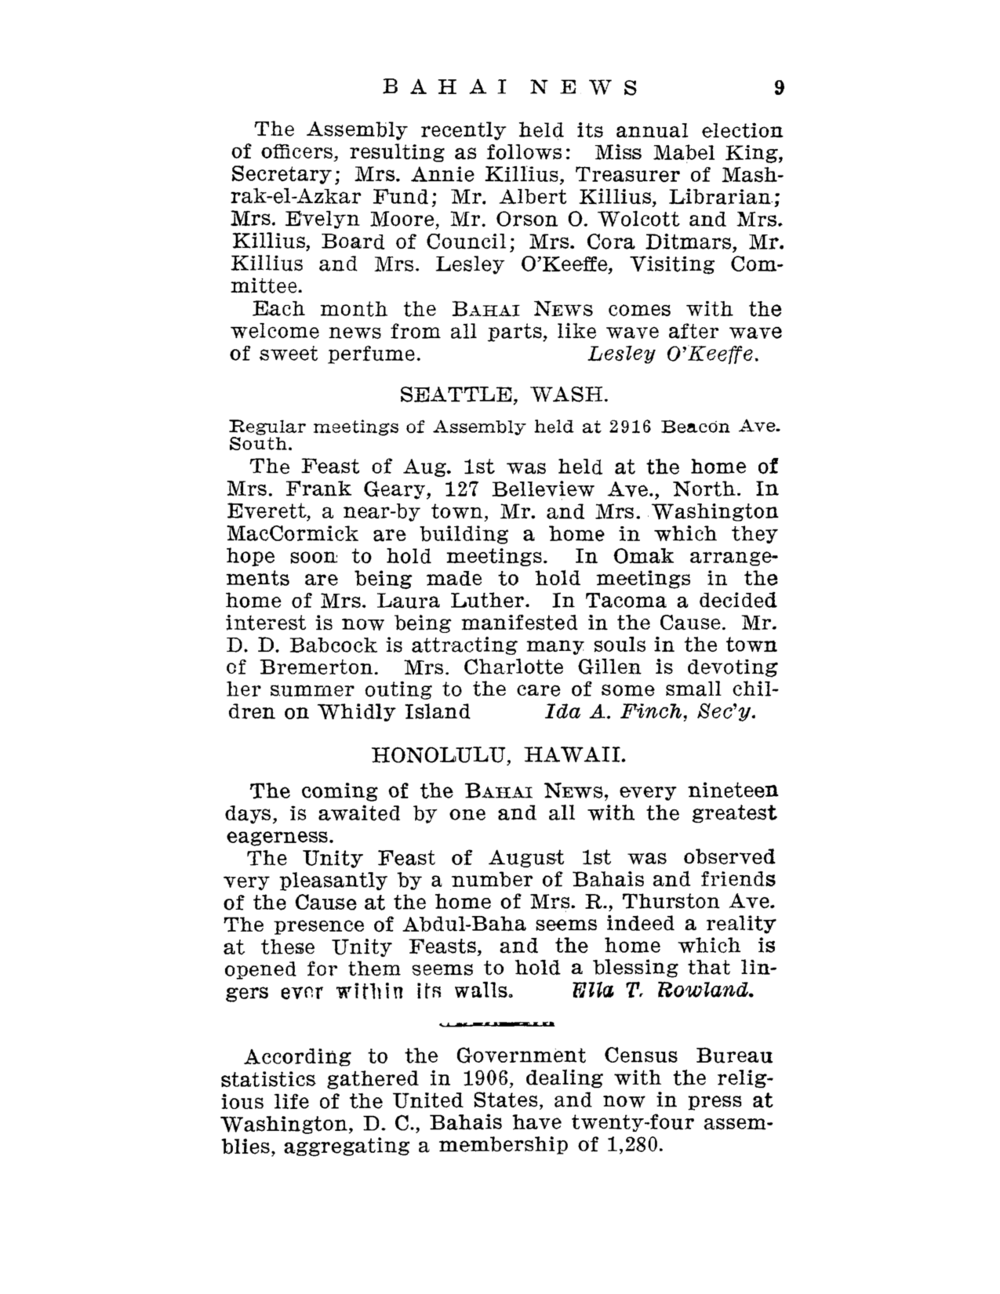 BAHAI NEWS 9
The Assembly recently held its annual election
of officers, resulting as follows: Miss Mabel King,
Secretary; Mrs. Annie Killius, Treasurer of Mash-
rak-el-Azkar Fund; Mr. Albert Killius, Librarian;
Mrs. Evelyn Moore, Mr. Orson O. Wolcott and Mrs.
Killius, Board of Council; Mrs. Cora Ditmars, Mr.
Killius and Mrs. Lesley O'Keeffe, Visiting Com-
mittee.
Each month the BAHAI NEWS comes with the
welcome news from all parts, like wave after wave
of sweet perfume. Lesley O'Keeffe.
SEATTLE, WASH.
Regular meetings of Assembly held at 2916 Beacon Ave.
South.
The Feast of Aug. 1st was held at the home of
Mrs. Frank Geary, 127 Belleview Ave., North. In
Everett, a near-by town, Mr. and Mrs. Washington
MacCormick are building a home in which they
hope soon to hold meetings. In Omak arrange-
ments are being made to hold meetings in the
home of Mrs. Laura Luther. In Tacoma a decided
interest is now being manifested in the Cause. Mr.
D. D. Babcock is attracting many souls in the town
of Bremerton. Mrs. Charlotte Gillen is devoting
her summer outing to the care of some small chil-
dren on Whidly Island Ida A. Finch, Sec'y.
HONOLULU, HAWAII.
The coming of the BAHAI NEWS, every nineteen
days, is awaited by one and all with the greatest
eagerness.
The Unity Feast of August 1st was observed
very pleasantly by a number of Bahais and friends
of the Cause at the home of Mrs. R., Thurston Ave.
The presence of Abdul-Baha seems indeed a reality
at these Unity Feasts, and the home which is
opened for them seems to hold a blessing that lin-
gers ever within its walls. Ella T. Rowland.
According to the Government Census Bureau
statistics gathered in 1906, dealing with the relig-
ious life of the United States, and now in press at
Washington, D. C., Bahais have twenty-four assem-
blies, aggregating a membership of 1,280.